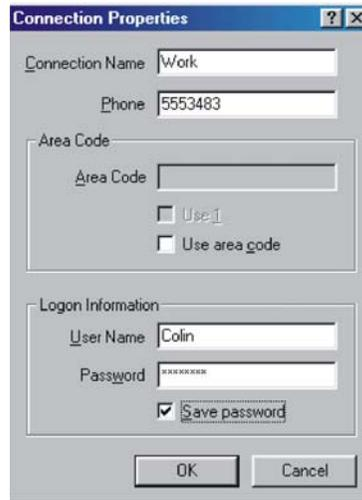 Connection Properties
Connection Name Work
Phone 5553483
Area Code
Area Code
Use 1
Use area code
Logon Information
User Name Colin
Password ********
Save password
OK Cancel